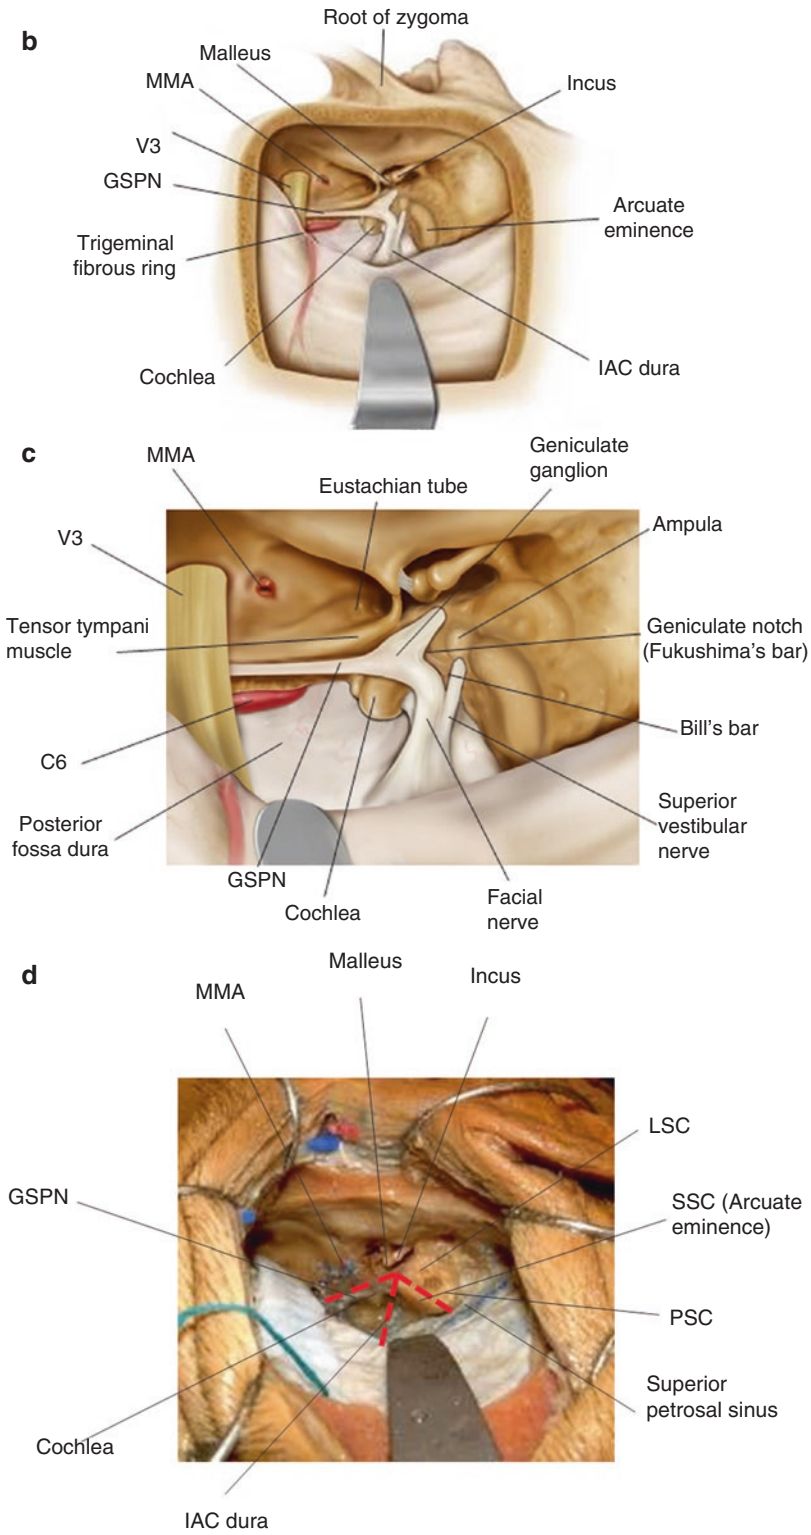 b
Root of zygoma
Malleus
MMA
Incus
V3
GSPN
Arcuate
eminence
Trigeminal
fibrous ring
Cochlea
IAC dura
c
MMA
Geniculate
ganglion
Eustachian tube
Ampula
V3
Tensor tympani
muscle
Geniculate notch
(Fukushima's bar)
Bill's bar
C6
Superior
vestibular
nerve
Posterior
fossa dura
GSPN
Cochlea
Facial
nerve
d
Malleus
Incus
MMA
LSC
GSPN
SSC (Arcuate
eminence)
PSC
Superior
petrosal sinus
Cochlea
IAC dura